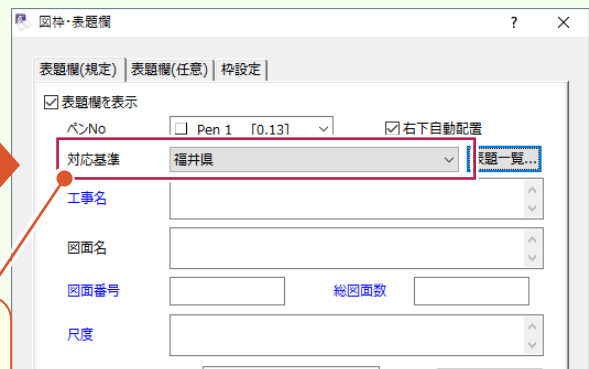 図枠・表題欄 ? ×
表題欄(規定) 表題欄(任意) 枠設定
表題欄を表示
ペンNo Pen 1 [0.13] 右下自動配置
対応基準 福井県 表題一覧...
工事名
図面名
図面番号 総図面数
尺度